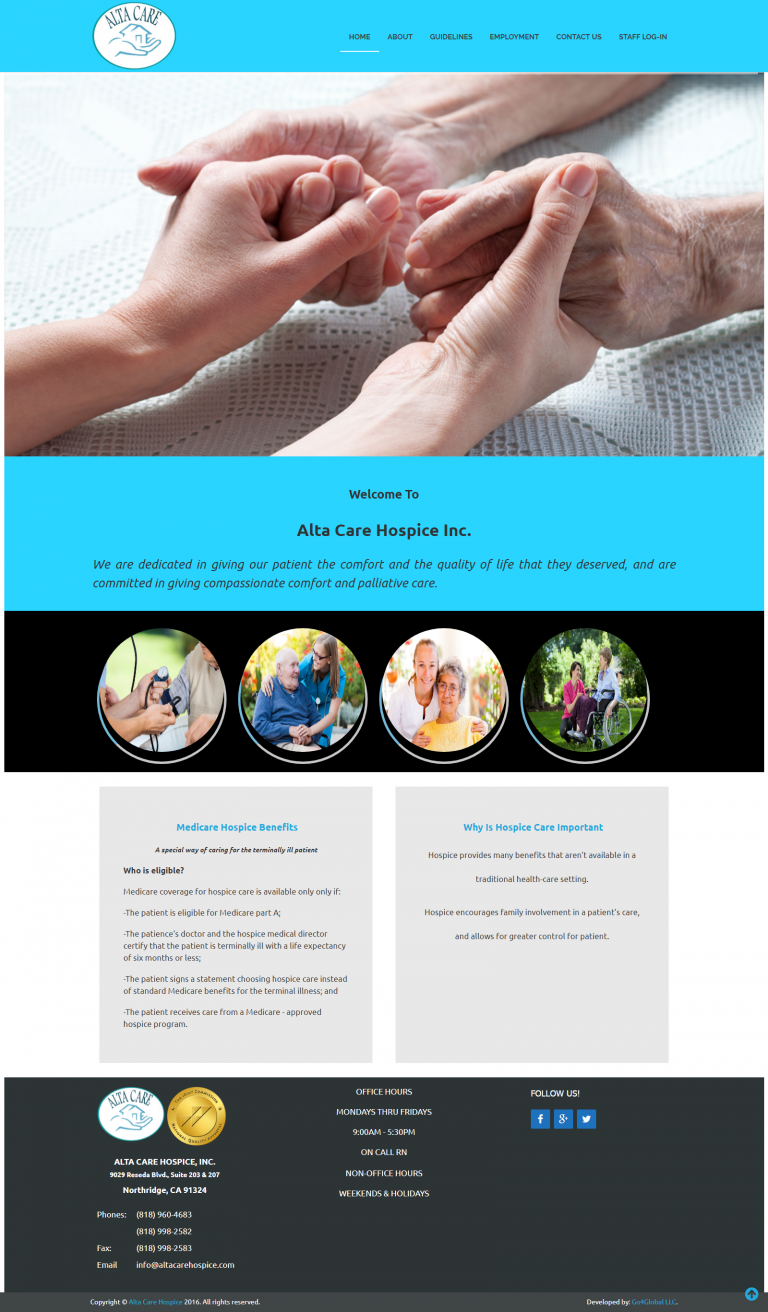 ALTA CARE
HOME ABOUT GUIDELINES EMPLOYMENT CONTACT US STAFF LOG-IN
Welcome To
Alta Care Hospice Inc.
We are dedicated in giving our patient the comfort and the quality of life that they deserved, and are
committed in giving compassionate comfort and palliative care.
Medicare Hospice Benefits
A special way of caring for the terminally ill patient
Who is eligible?
Medicare coverage for hospice care is available only only if:
-The patient is eligible for Medicare part A;
-The patience's doctor and the hospice medical director
certify that the patient is terminally ill with a life expectancy
of six months or less;
-The patient signs a statement choosing hospice care instead
of standard Medicare benefits for the terminal illness; and
-The patient receives care from a Medicare - approved
hospice program.
Why Is Hospice Care Important
Hospice provides many benefits that aren't available in a
traditional health-care setting.
Hospice encourages family involvement in a patient's care,
and allows for greater control for patient.
ALTA CARE
ALTA CARE HOSPICE, INC.
9029 Reseda Blvd., Suite 203 & 207
Northridge, CA 91324
Phones: (818) 960-4683
(818) 998-2582
Fax: (818) 998-2583
Email info@altacarehospice.com
OFFICE HOURS
MONDAYS THRU FRIDAYS
9:00AM - 5:30PM
ON CALL RN
NON-OFFICE HOURS
WEEKENDS & HOLIDAYS
FOLLOW US!
Copyright © Alta Care Hospice 2016. All rights reserved.
Developed by: Go4Global LLC.